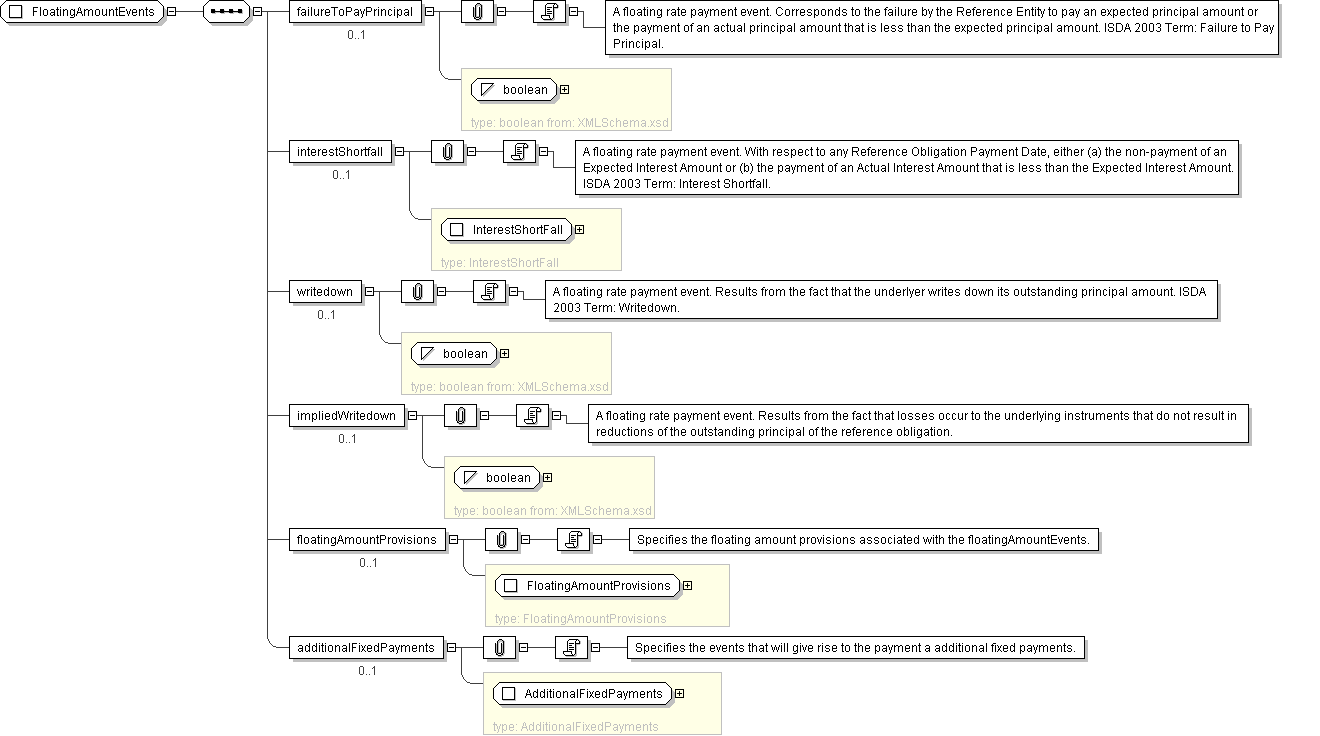 FloatingAmountEvents
failureToPayPrincipal
0..1
A floating rate payment event. Corresponds to the failure by the Reference Entity to pay an expected principal amount or
the payment of an actual principal amount that is less than the expected principal amount. ISDA 2003 Term: Failure to Pay
Principal.
boolean
type: boolean from: XMLSchema.xsd
interestShortfall
0..1
A floating rate payment event. With respect to any Reference Obligation Payment Date, either (a) the non-payment of an
Expected Interest Amount or (b) the payment of an Actual Interest Amount that is less than the Expected Interest Amount.
ISDA 2003 Term: Interest Shortfall.
InterestShortFall
type: InterestShortFall
writedown
0..1
A floating rate payment event. Results from the fact that the underlyer writes down its outstanding principal amount. ISDA
2003 Term: Writedown.
boolean
type: boolean from: XMLSchema.xsd
impliedWritedown
0..1
A floating rate payment event. Results from the fact that losses occur to the underlying instruments that do not result in
reductions of the outstanding principal of the reference obligation.
boolean
type: boolean from: XMLSchema.xsd
floatingAmountProvisions
0..1
Specifies the floating amount provisions associated with the floatingAmountEvents.
FloatingAmountProvisions
type: FloatingAmountProvisions
additionalFixedPayments
0..1
Specifies the events that will give rise to the payment a additional fixed payments.
AdditionalFixedPayments
type: AdditionalFixedPayments